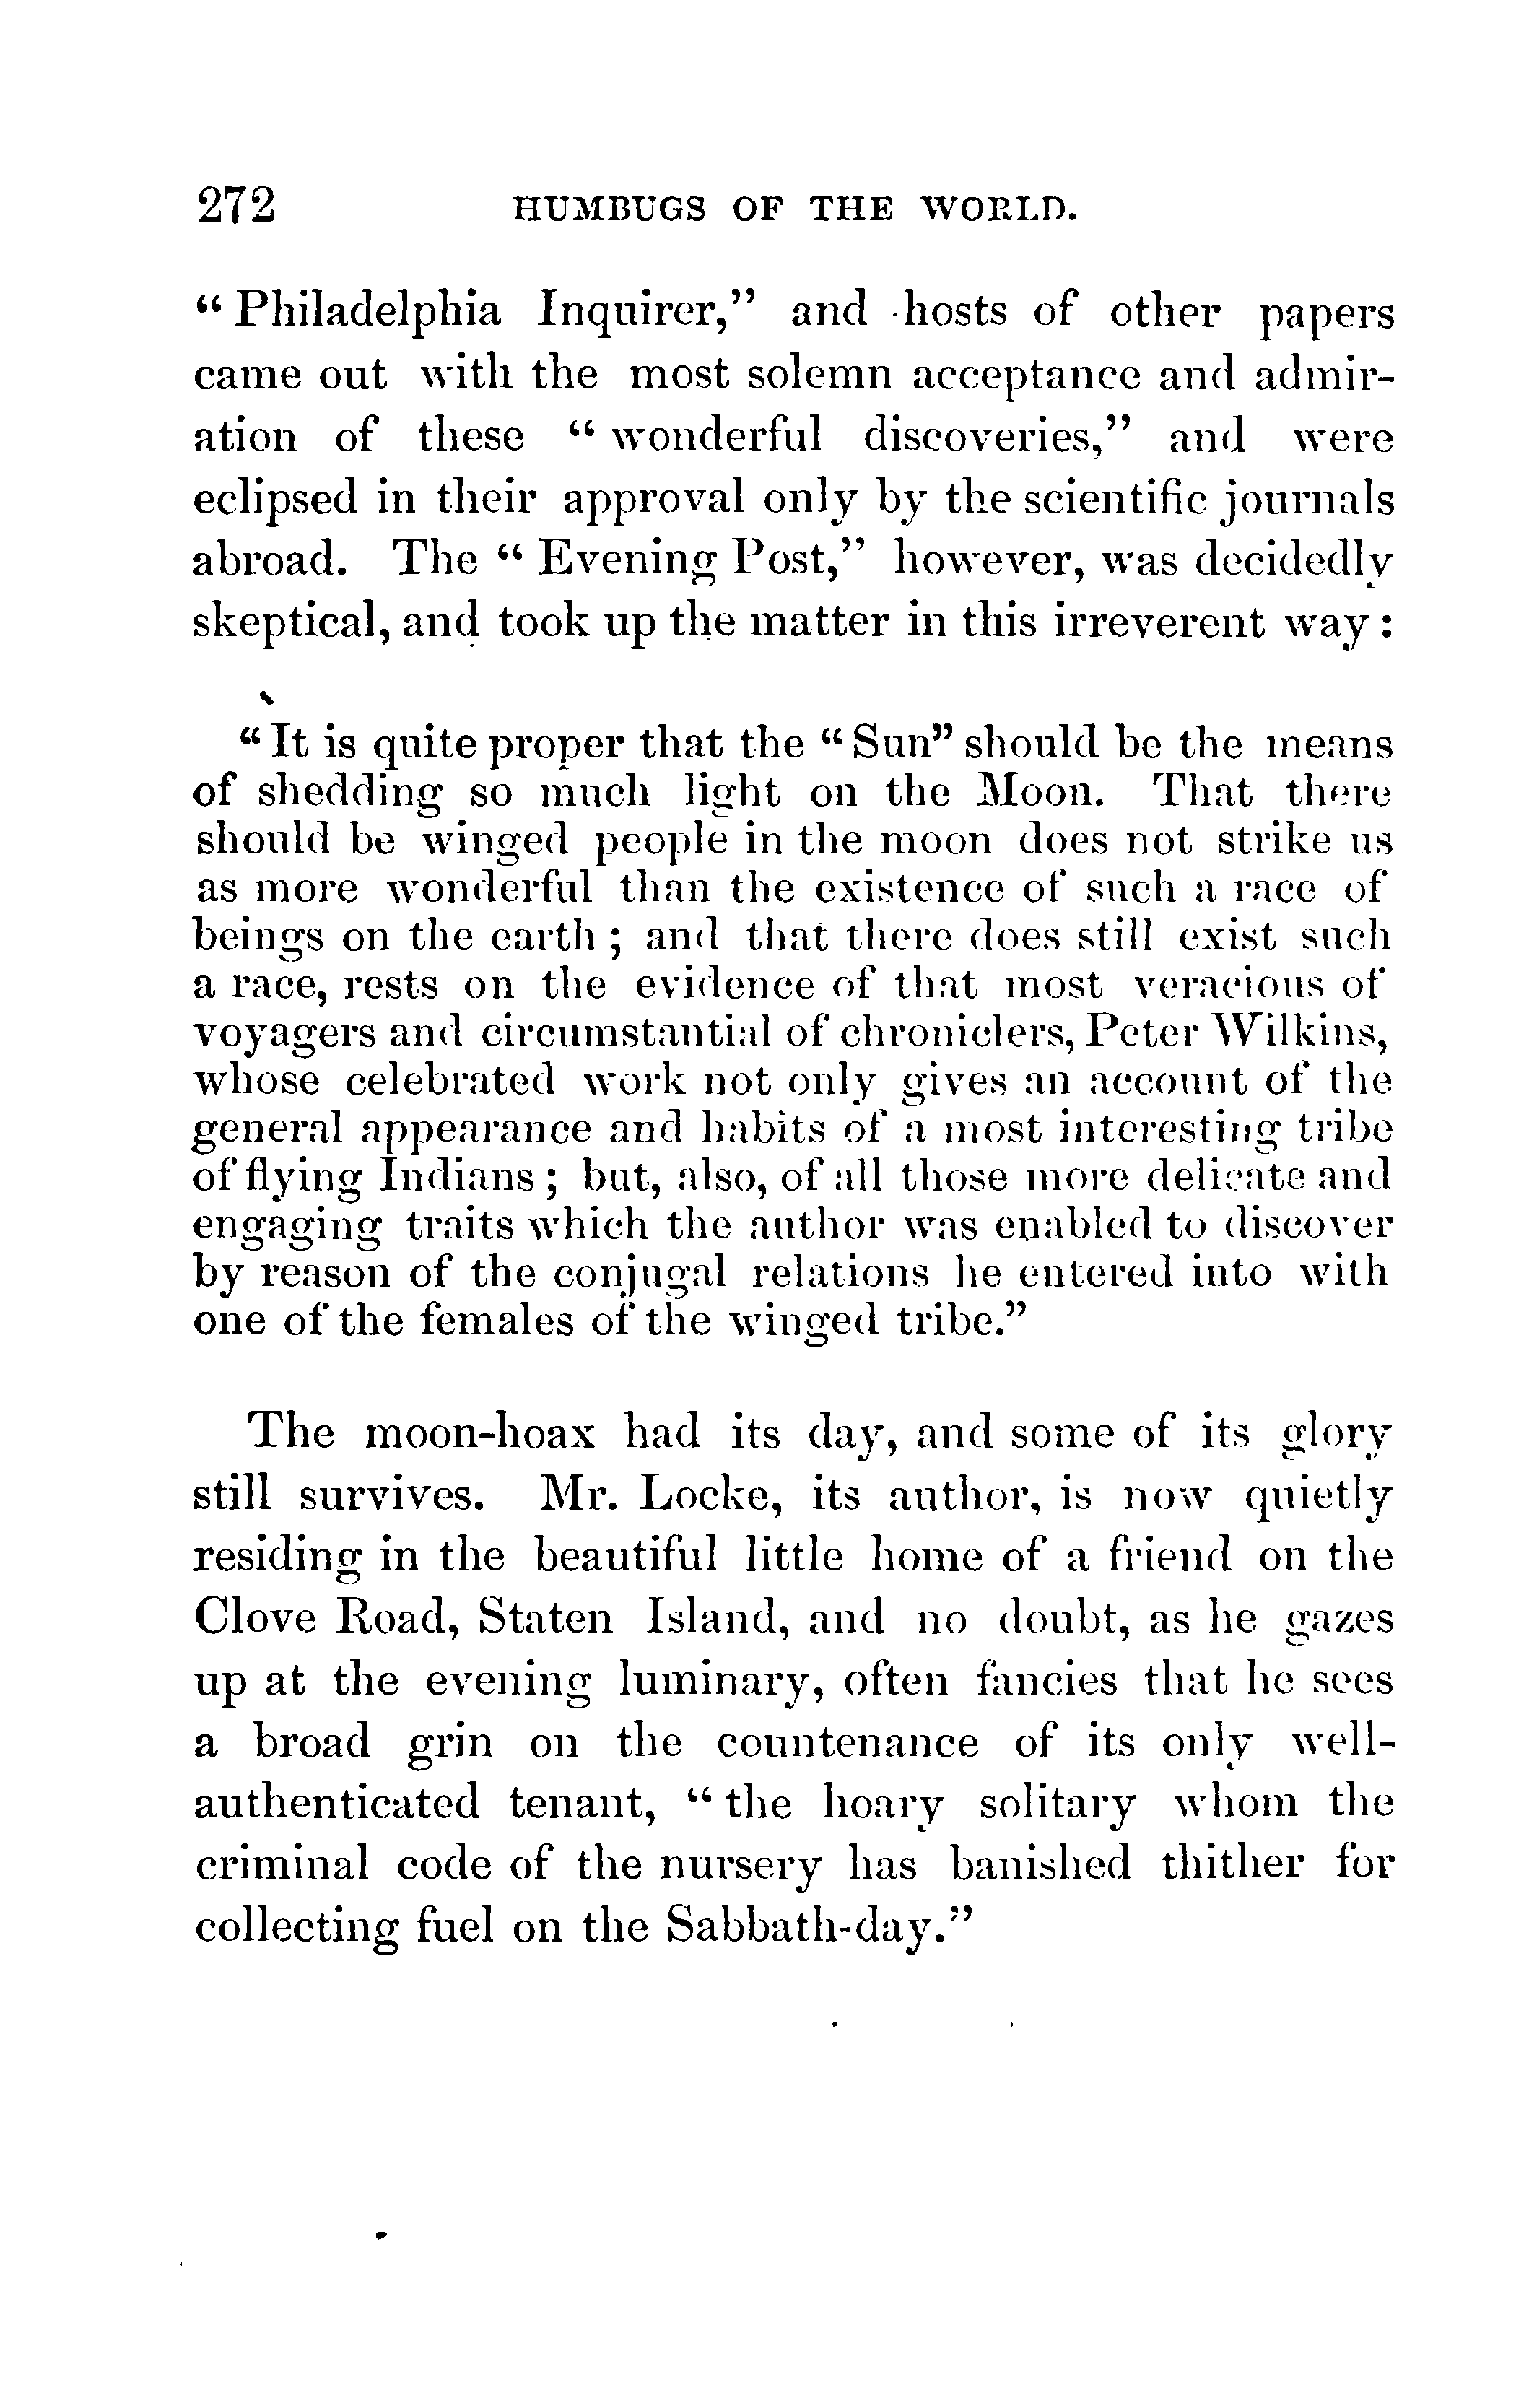 272 HUMBUGS OF THE WORLD.
“ Philadelphia Inquirer,” and hosts of other papers
came out with the most solemn acceptance and admir-
ation of these “ wonderful discoveries,” and were
eclipsed in their approval only by the scientific journals
abroad. The “ Evening Post,” however, was decidedly
skeptical, and took up the matter in this irreverent way :
“ It is quite proper that the “ Sun” should be the means
of shedding so much light on the Moon. That there
should be winged people in the moon does not strike us
as more wonderful than the existence of such a race of
beings on the earth ; and that there does still exist such
a race, rests on the evidence of that most veracious of
voyagers and circumstantial of chroniclers, Peter Wilkins,
whose celebrated work not only gives an account of the
general appearance and habits of a most interesting tribe
of flying Indians ; but, also, of all those more delicate and
engaging traits which the author was enabled to discover
by reason of the conjugal relations he entered into with
one of the females of the winged tribe.”
The moon-hoax had its day, and some of its glory
still survives. Mr. Locke, its author, is now quietly
residing in the beautiful little home of a friend on the
Clove Road, Staten Island, and no doubt, as he gazes
up at the evening luminary, often fancies that he sees
a broad grin on the countenance of its only well-
authenticated tenant, “ the hoary solitary whom the
criminal code of the nursery has banished thither for
collecting fuel on the Sabbath-day.”